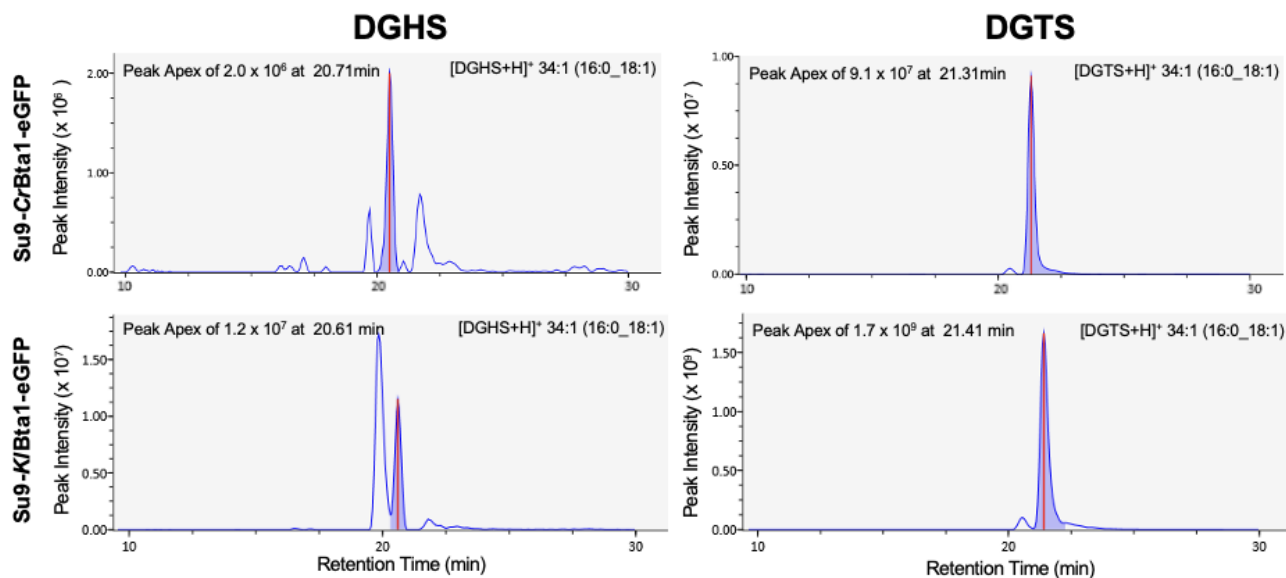 DGHS
DGTS
Su9-CrBta1-eGFP
Peak Intensity (x 10⁶)
Peak Apex of 2.0 x 10⁶ at 20.71min
[DGHS+H]⁺ 34:1 (16:0_18:1)
2.00
1.00
0.00
10 20 30
Peak Intensity (x 10⁷)
Peak Apex of 9.1 x 10⁷ at 21.31min
[DGTS+H]⁺ 34:1 (16:0_18:1)
1.00
0.50
0.00
10 20 30
Su9-KlBta1-eGFP
Peak Intensity (x 10⁷)
Peak Apex of 1.2 x 10⁷ at 20.61 min
[DGHS+H]⁺ 34:1 (16:0_18:1)
1.50
1.00
0.50
0.00
10 20 30
Retention Time (min)
Peak Intensity (x 10⁹)
Peak Apex of 1.7 x 10⁹ at 21.41 min
[DGTS+H]⁺ 34:1 (16:0_18:1)
1.50
1.00
0.50
0.00
10 20 30
Retention Time (min)